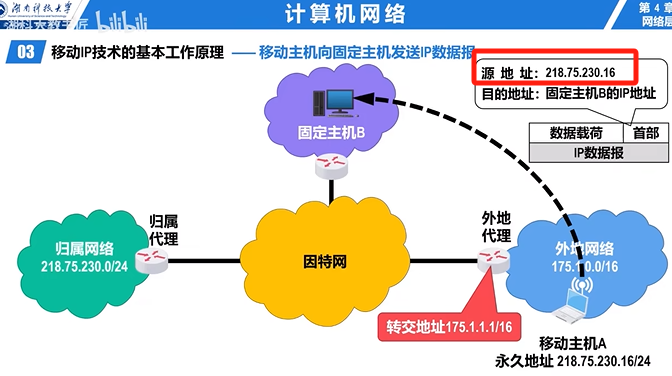 湖南科技大学
bilibili
计算机网络
第 4 章
网络层
03 移动IP技术的基本工作原理 —— 移动主机向固定主机发送IP数据报
源 地 址：218.75.230.16
目的地址：固定主机B的IP地址
数据载荷 首部
IP数据报
固定主机B
归属网络
218.75.230.0/24
归属
代理
因特网
外地
代理
外地网络
175.1.0.0/16
转交地址175.1.1.1/16
移动主机A
永久地址 218.75.230.16/24